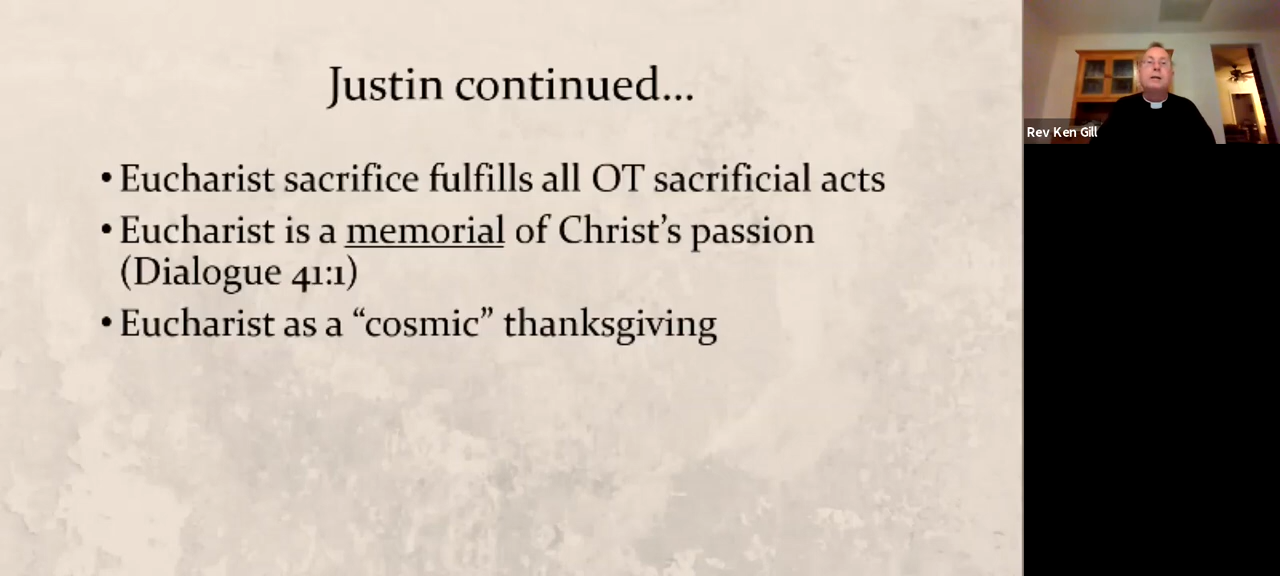 Justin continued...
• Eucharist sacrifice fulfills all OT sacrificial acts
• Eucharist is a memorial of Christ’s passion
(Dialogue 41:1)
• Eucharist as a “cosmic” thanksgiving
Rev Ken Gill